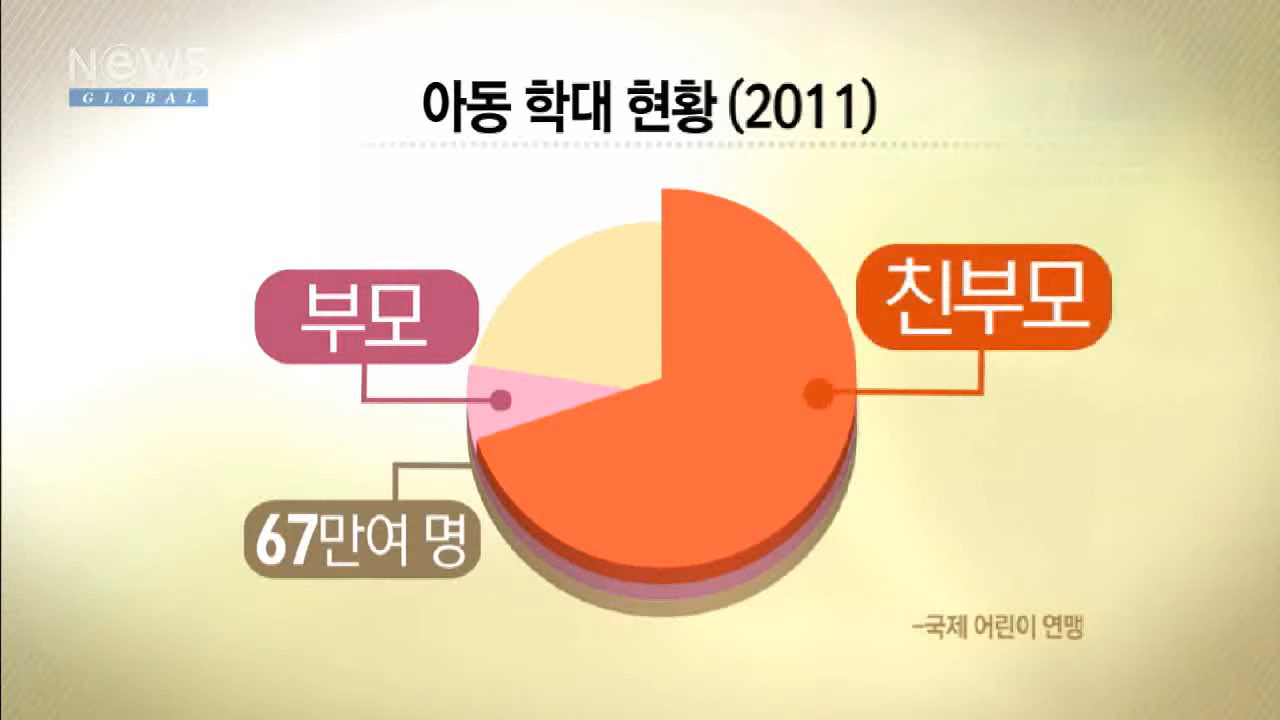 NeWS
GLOBAL
아동 학대 현황 (2011)
부모
친부모
67만여 명
-국제 어린이 연맹